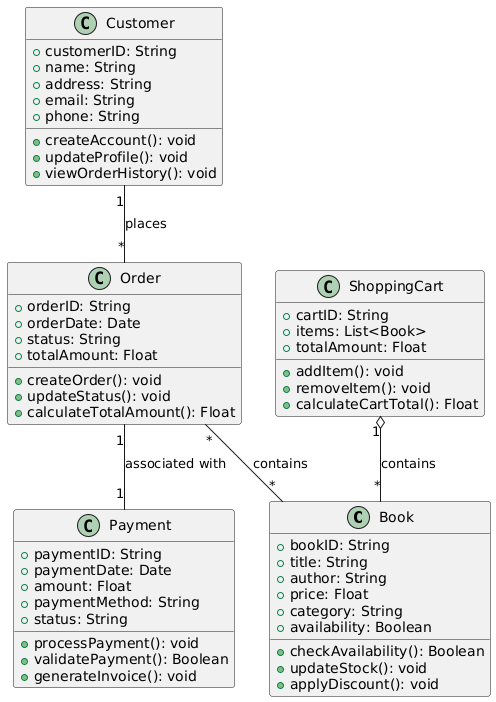 C Customer
customerID: String
name: String
address: String
email: String
phone: String
createAccount(): void
updateProfile(): void
viewOrderHistory(): void
1
places
*
C Order
orderID: String
orderDate: Date
status: String
totalAmount: Float
createOrder(): void
updateStatus(): void
calculateTotalAmount(): Float
C ShoppingCart
cartID: String
items: List<Book>
totalAmount: Float
addItem(): void
removeItem(): void
calculateCartTotal(): Float
1
associated with
1
*
contains
*
1
contains
*
C Payment
paymentID: String
paymentDate: Date
amount: Float
paymentMethod: String
status: String
processPayment(): void
validatePayment(): Boolean
generateInvoice(): void
C Book
bookID: String
title: String
author: String
price: Float
category: String
availability: Boolean
checkAvailability(): Boolean
updateStock(): void
applyDiscount(): void